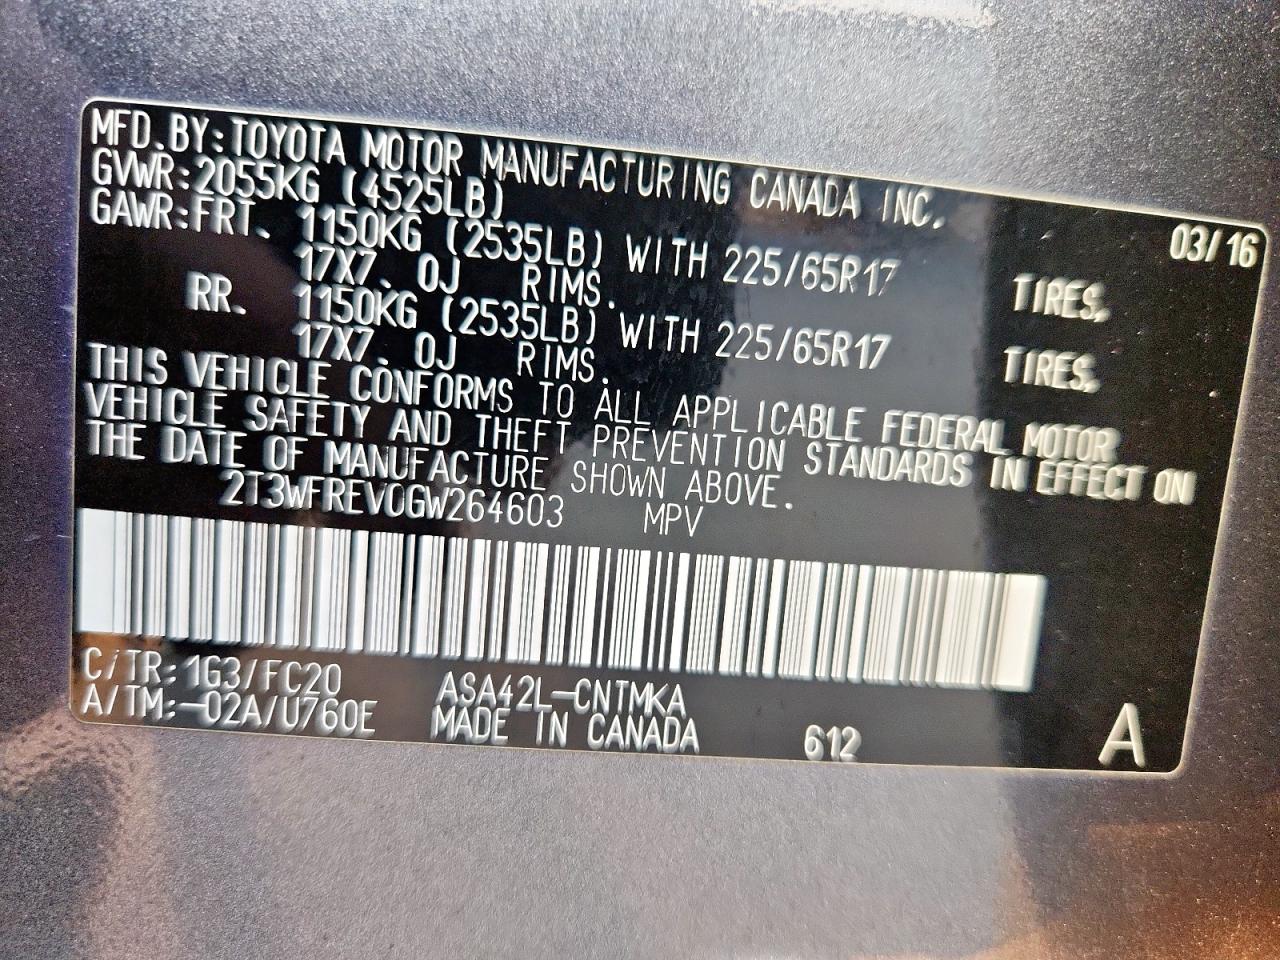 MFD.BY:TOYOTA MOTOR MANUFACTURING CANADA INC.
GVWR:2055KG (4525LB) 03/16
GAWR:FRT. 1150KG (2535LB) WITH 225/65R17 TIRES,
17X7.0J RIMS.
RR. 1150KG (2535LB) WITH 225/65R17 TIRES,
17X7.0J RIMS.
THIS VEHICLE CONFORMS TO ALL APPLICABLE FEDERAL MOTOR
VEHICLE SAFETY AND THEFT PREVENTION STANDARDS IN EFFECT ON
THE DATE OF MANUFACTURE SHOWN ABOVE.
2T3WFREV0GW264603 MPV
C/TR:1G3/FC20 ASA42L-CNTMKA
A/TM:-02A/U760E MADE IN CANADA 612 A